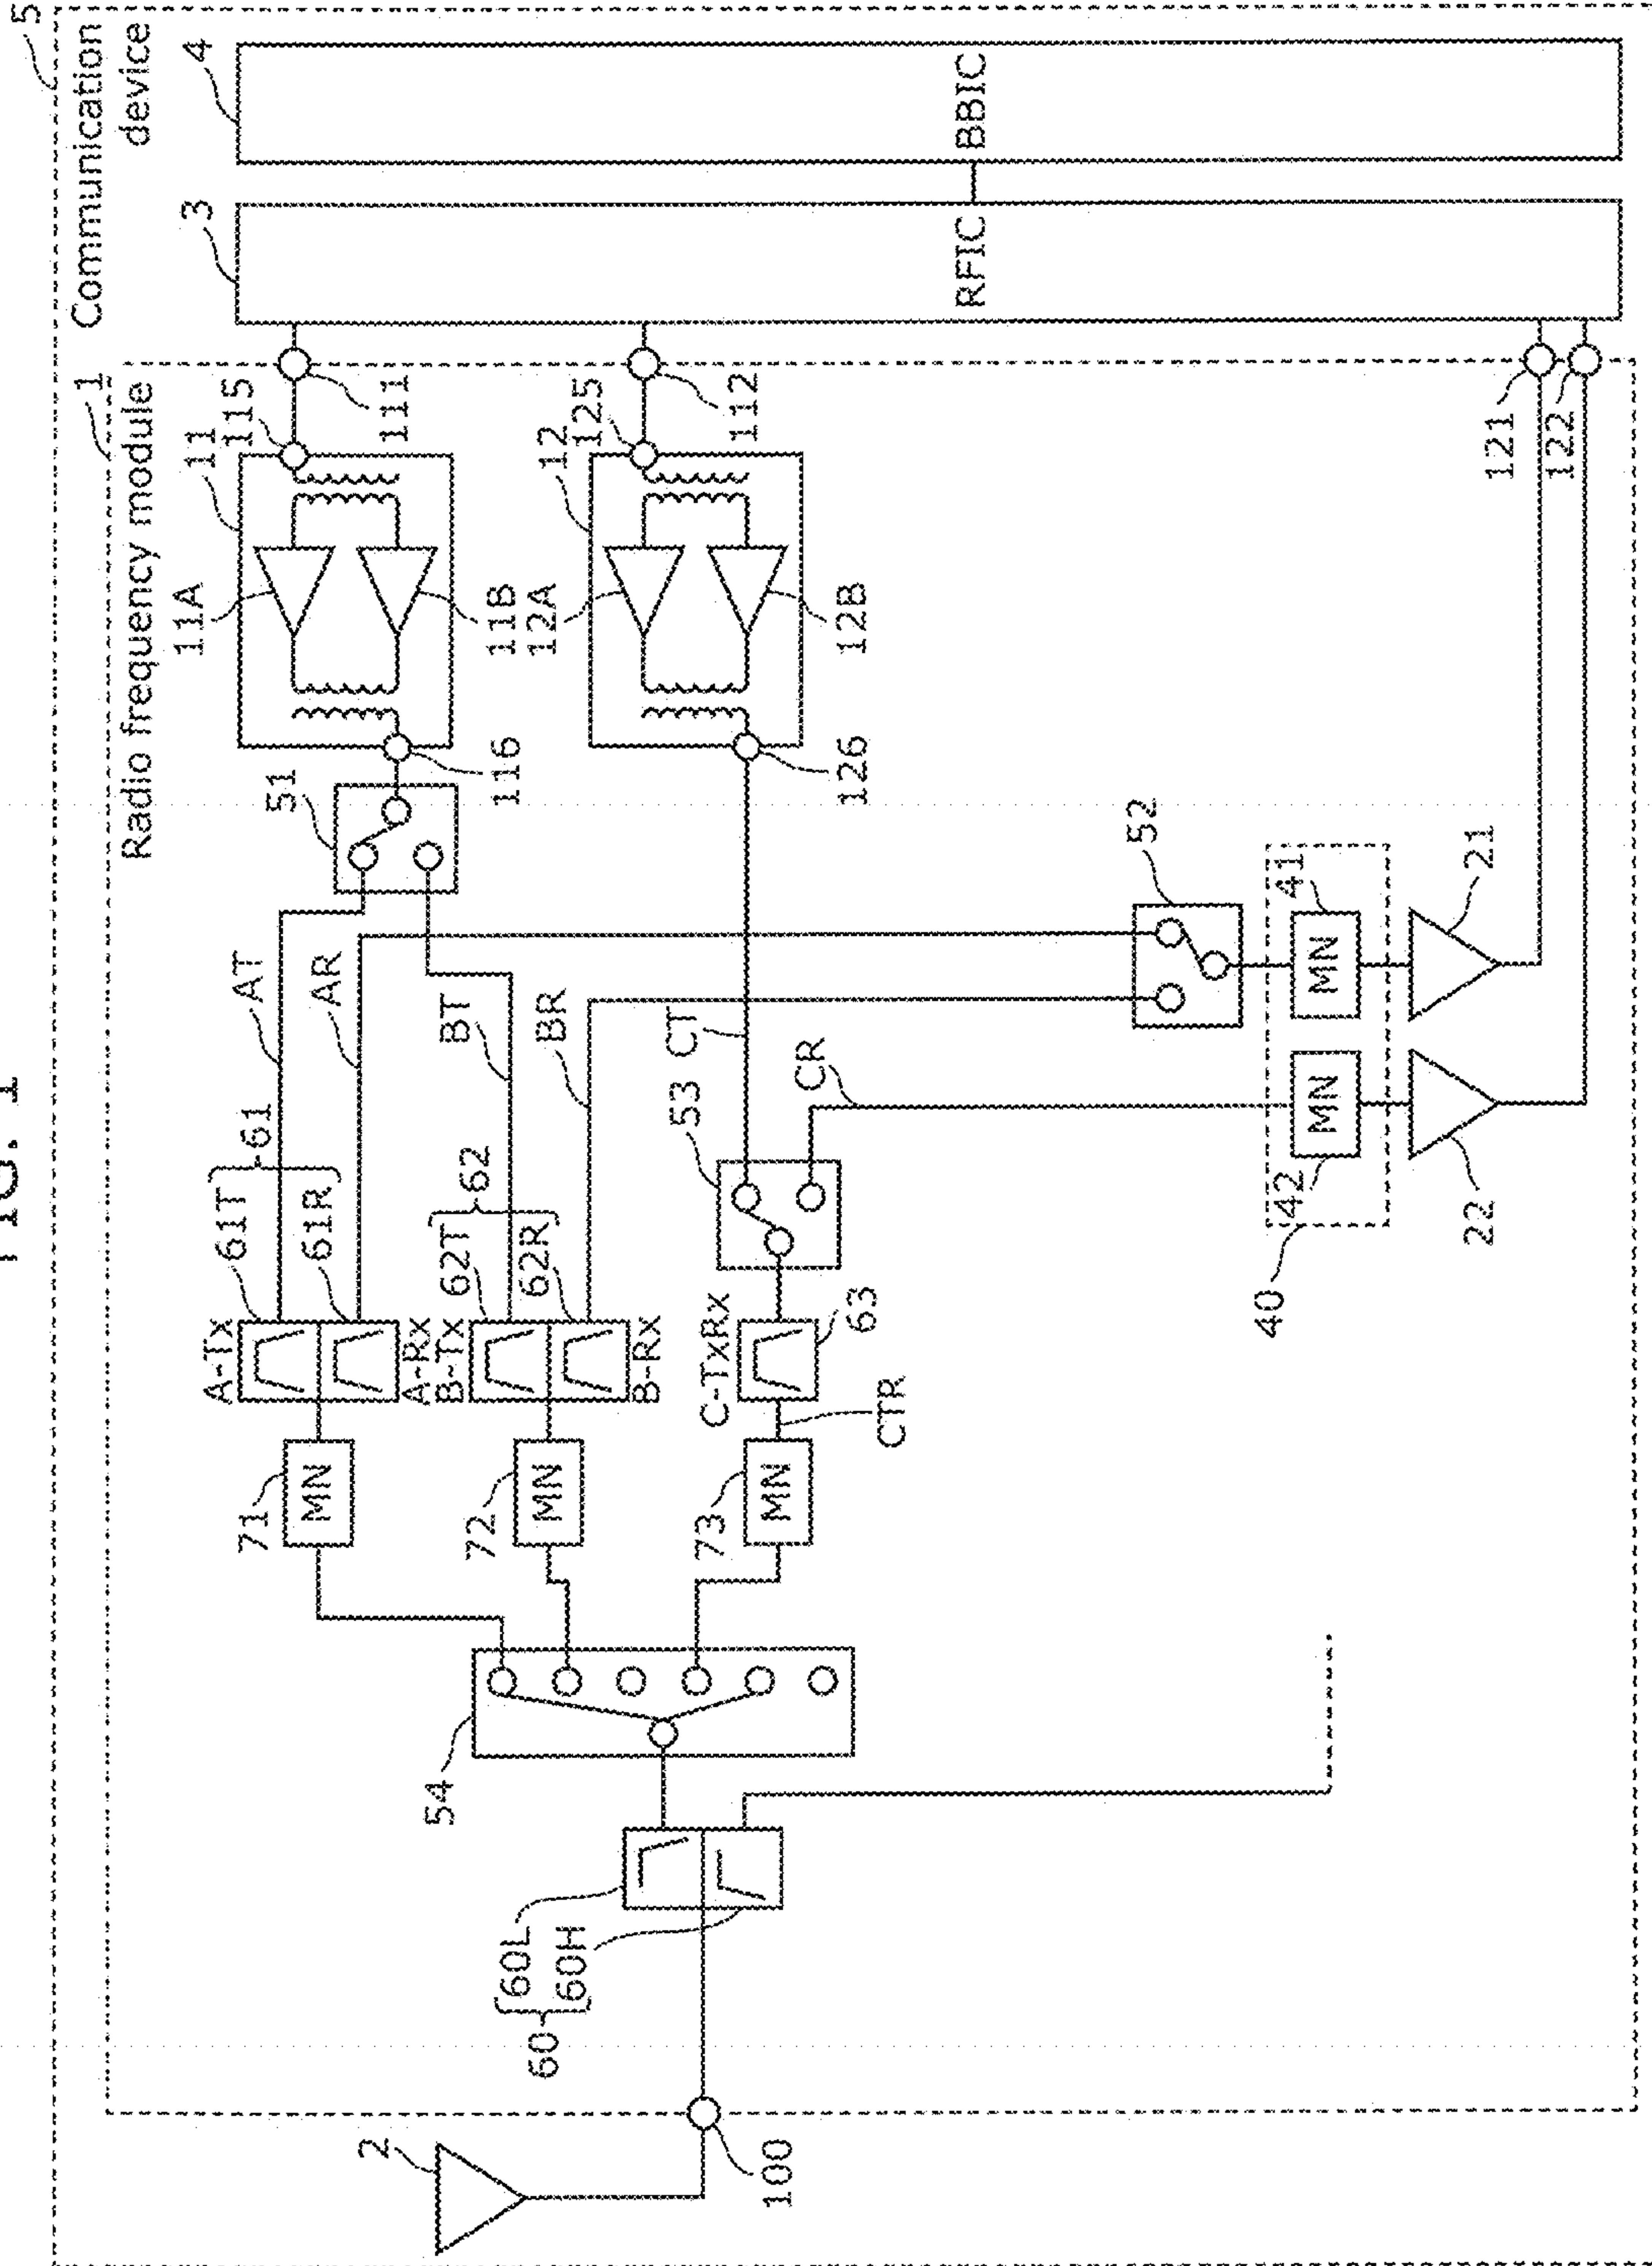 FIG. 1
5
Communication
device
1
Radio frequency module
3
4
RFIC
BBIC
11
115
111
11A
11B
116
12
125
112
12A
12B
126
51
AT
AR
BT
BR
CT
CR
61
61T
61R
62
62T
62R
53
A-Tx
A-Rx
B-Tx
B-Rx
C-TxRx
63
CTR
71
MN
72
MN
73
MN
54
60
60L
60H
2
100
52
40
41
MN
42
MN
21
22
121
122